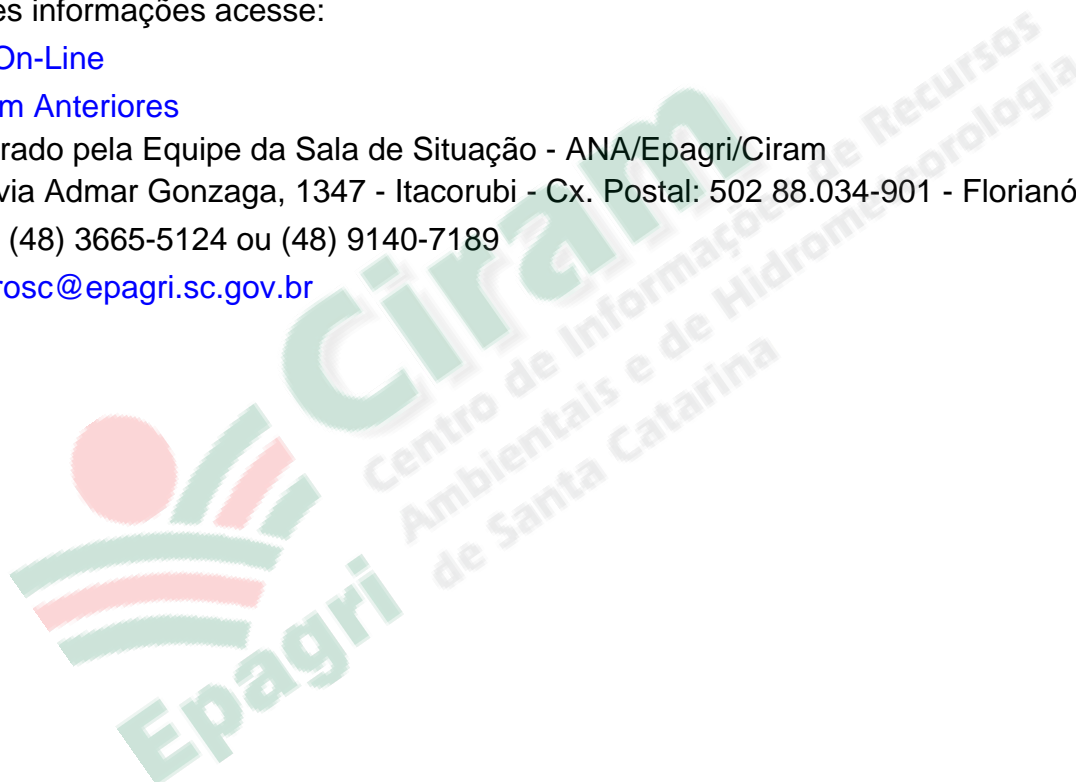 es informações acesse:
On-Line
m Anteriores
rado pela Equipe da Sala de Situação - ANA/Epagri/Ciram
via Admar Gonzaga, 1347 - Itacorubi - Cx. Postal: 502 88.034-901 - Florianó
(48) 3665-5124 ou (48) 9140-7189
rosc@epagri.sc.gov.br
Ciram
Centro de Informações de Recursos
Ambientais e de Hidrometeorologia
de Santa Catarina
Epagri